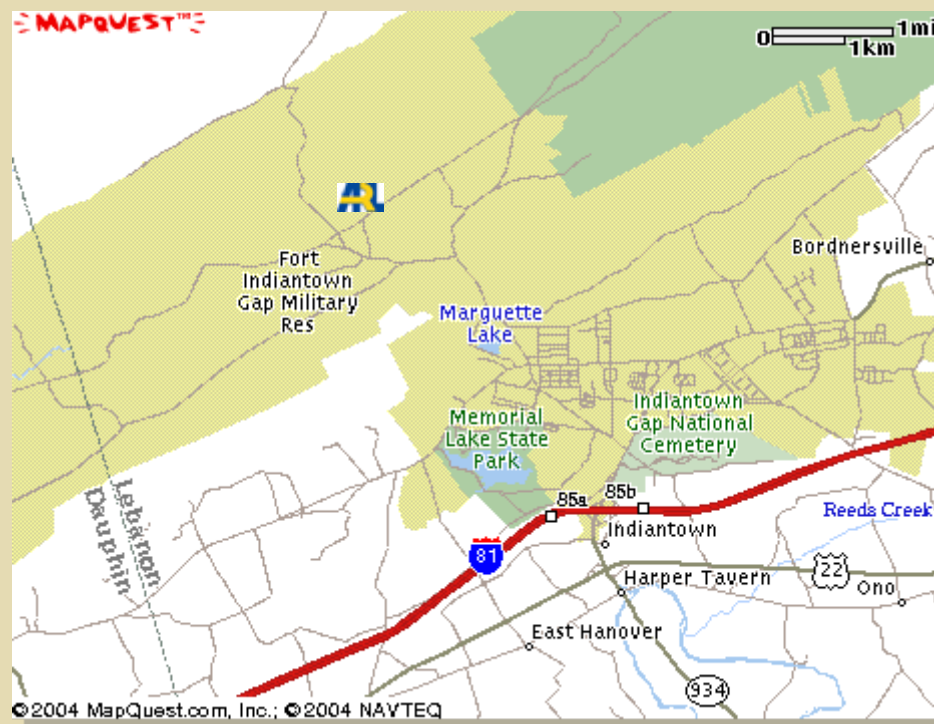 MAPQUEST™
0 1mi
1km
ARL
Bordnersville
Fort
Indiantown
Gap Military
Res
Marguette
Lake
Indiantown
Gap National
Cemetery
Memorial
Lake State
Park
85a
85b
Reeds Creek
Lebanon
Dauphin
Indiantown
81
22
Harper Tavern
Ono
East Hanover
934
©2004 MapQuest.com, Inc.; ©2004 NAVTEQ